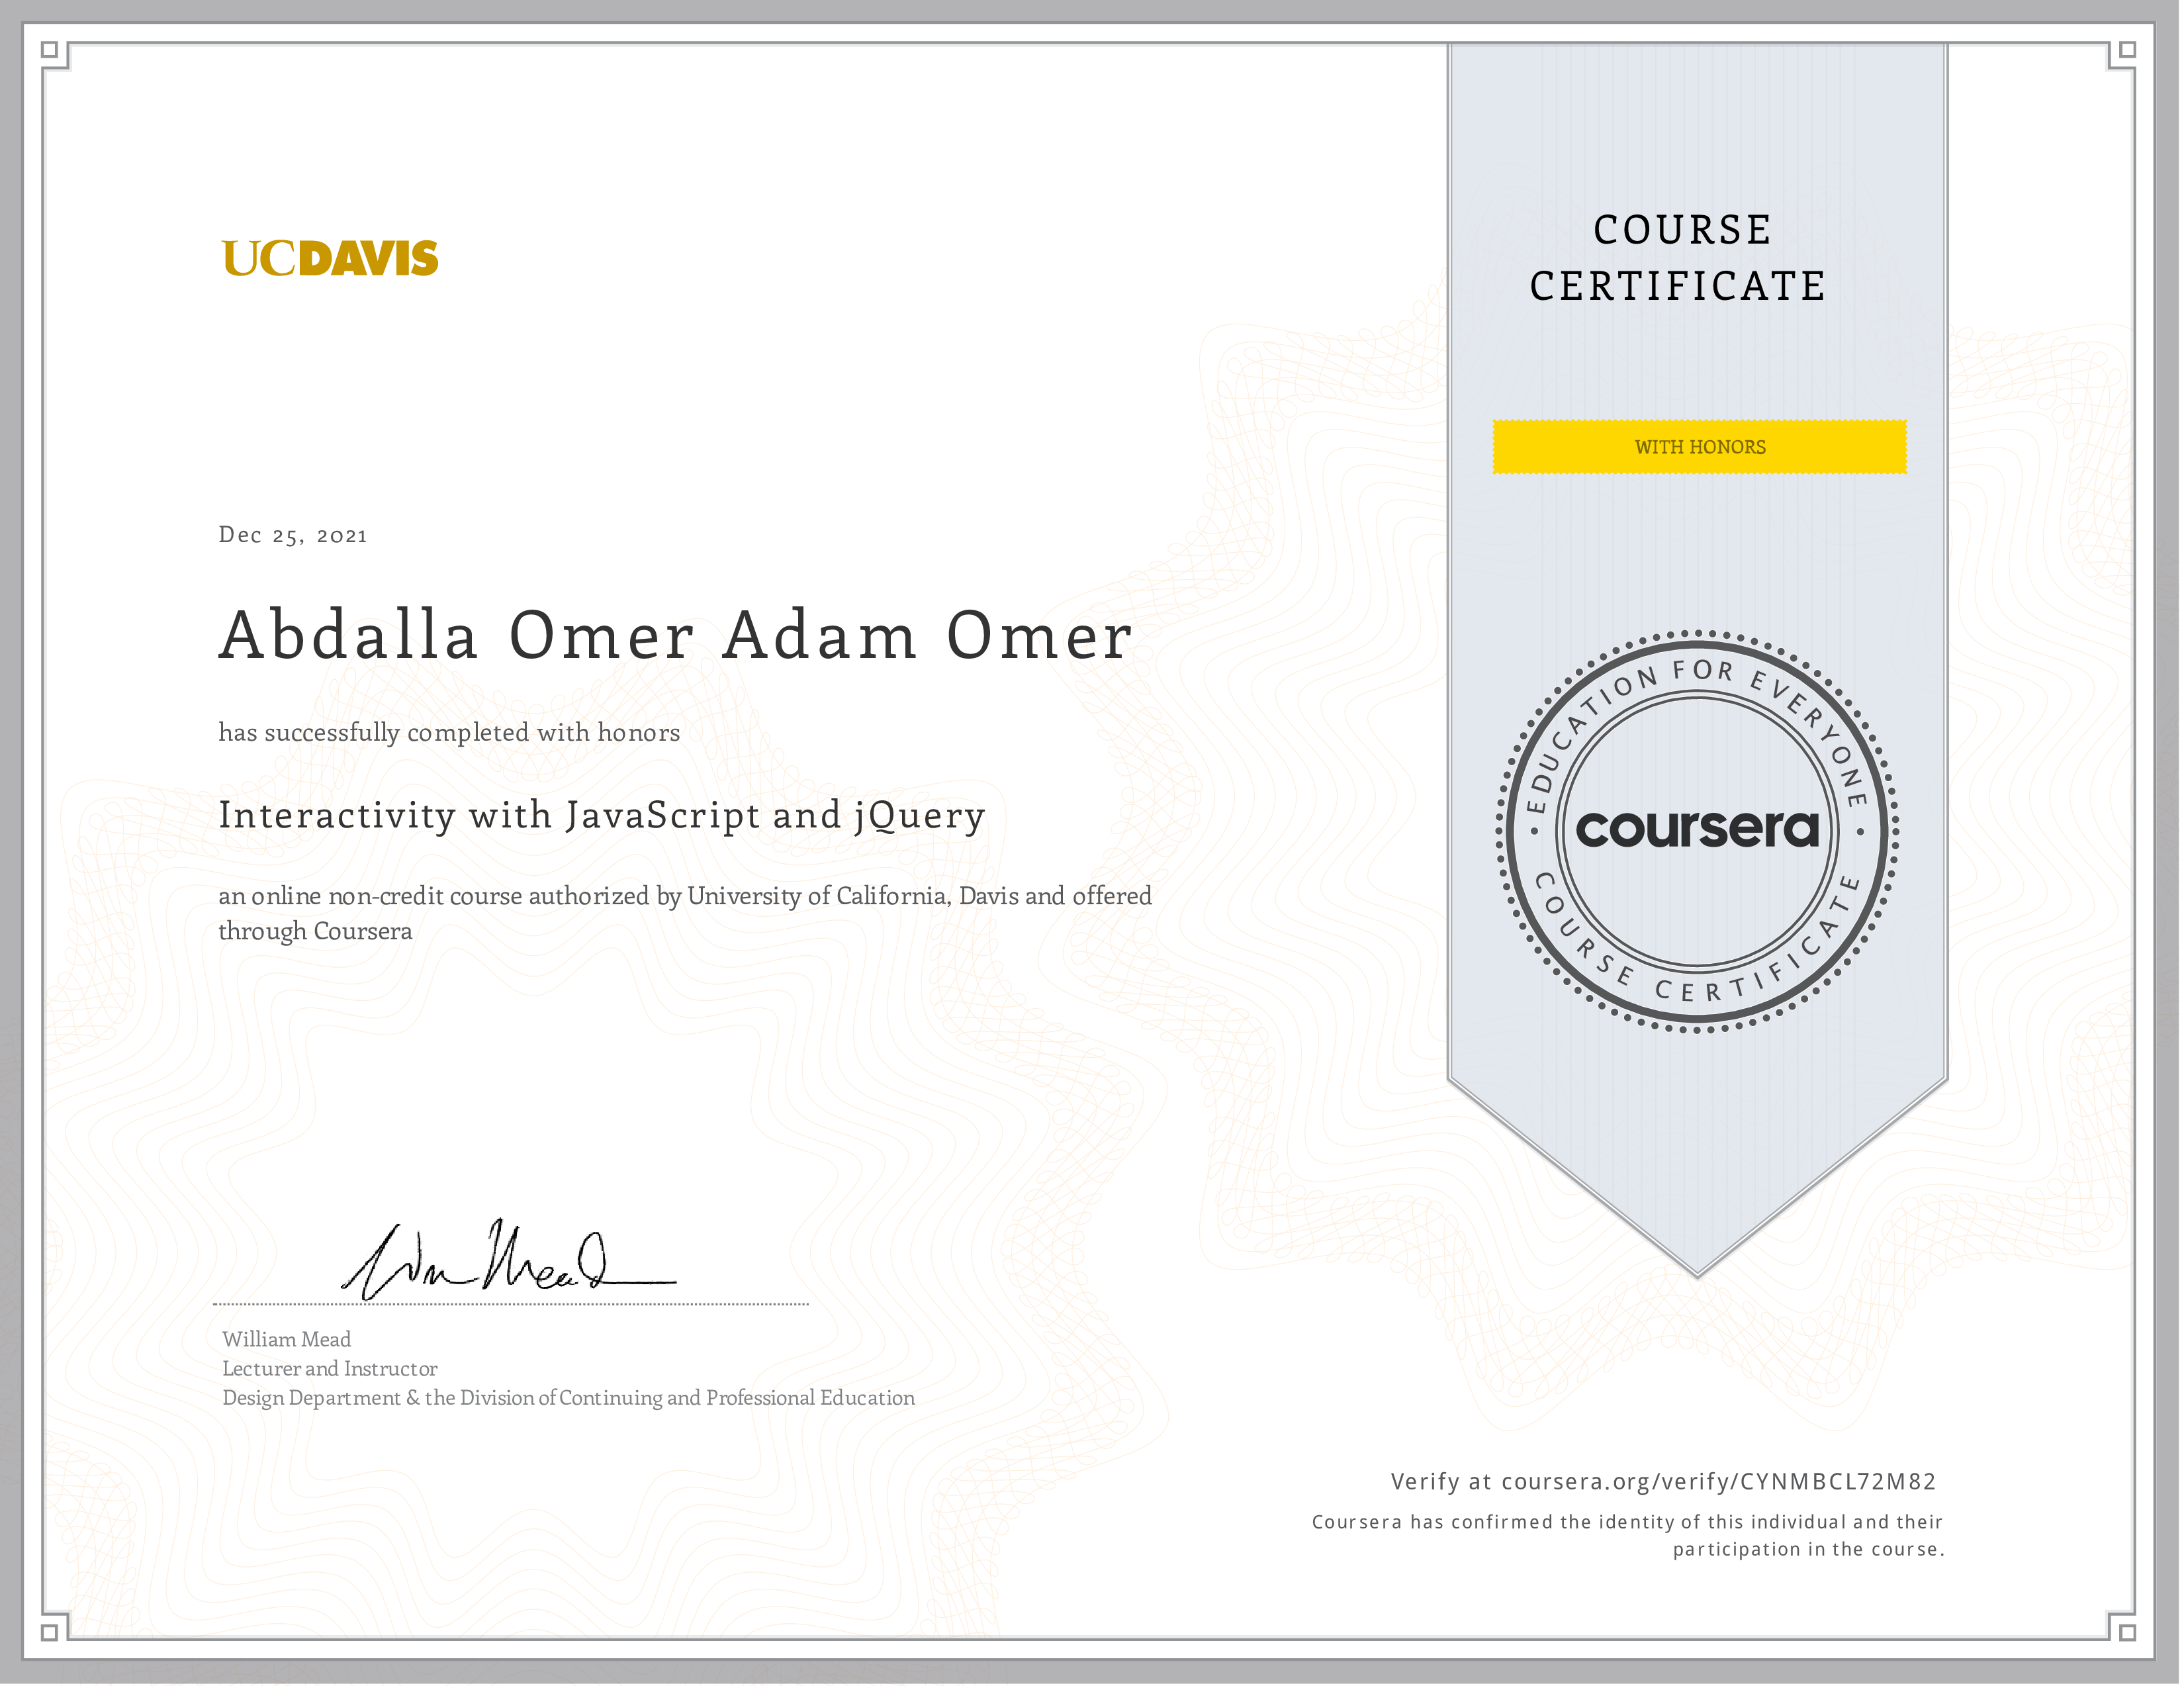 UCDAVIS
COURSE
CERTIFICATE
WITH HONORS
Dec 25, 2021
Abdalla Omer Adam Omer
has successfully completed with honors
Interactivity with JavaScript and jQuery
an online non-credit course authorized by University of California, Davis and offered
through Coursera
EDUCATION FOR EVERYONE
coursera
COURSE CERTIFICATE
William Mead
Lecturer and Instructor
Design Department & the Division of Continuing and Professional Education
Verify at coursera.org/verify/CYNMBCL72M82
Coursera has confirmed the identity of this individual and their
participation in the course.